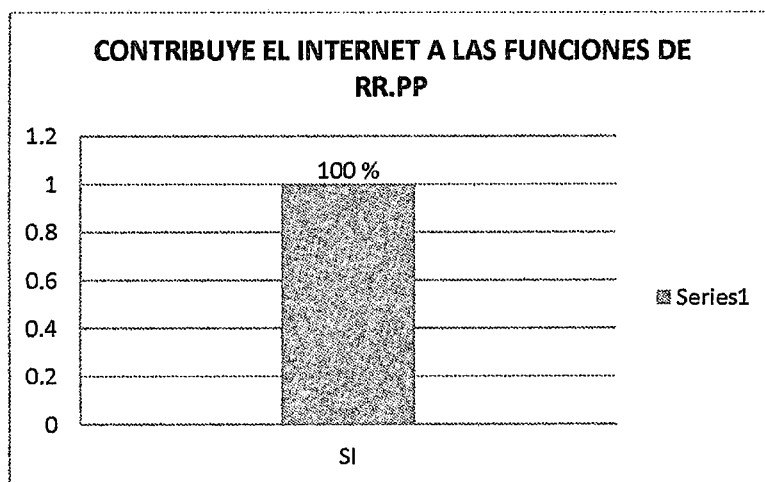 CONTRIBUYE EL INTERNET A LAS FUNCIONES DE
RR.PP
1.2
100 %
1
0.8
0.6
0.4
0.2
0
SI
Series1